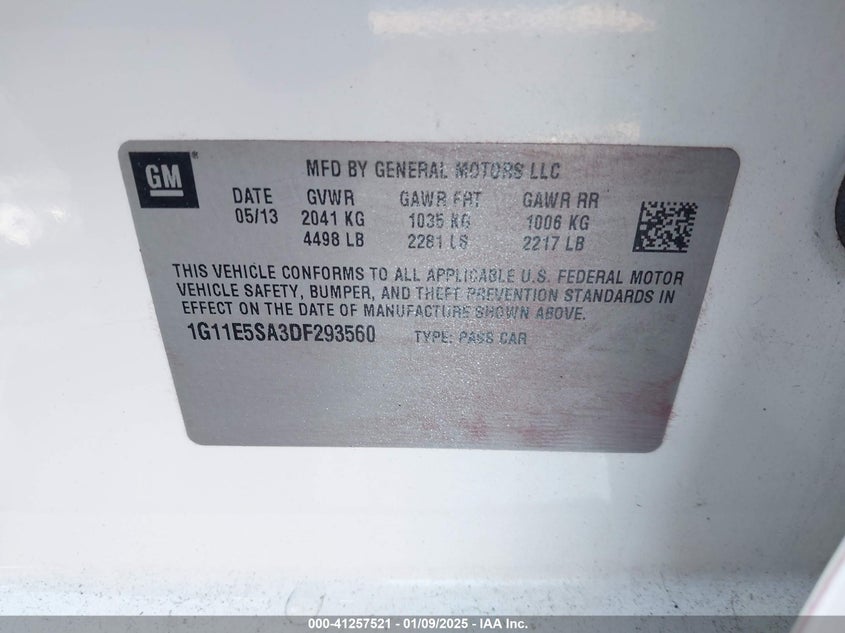 GM®
MFD BY GENERAL MOTORS LLC
DATE GVWR GAWR FRT GAWR RR
05/13 2041 KG 1035 KG 1006 KG
4498 LB 2281 LB 2217 LB
THIS VEHICLE CONFORMS TO ALL APPLICABLE U.S. FEDERAL MOTOR
VEHICLE SAFETY, BUMPER, AND THEFT PREVENTION STANDARDS IN
EFFECT ON THE DATE OF MANUFACTURE SHOWN ABOVE.
1G11E5SA3DF293560 TYPE: PASS CAR
000-41257521 - 01/09/2025 - IAA Inc.